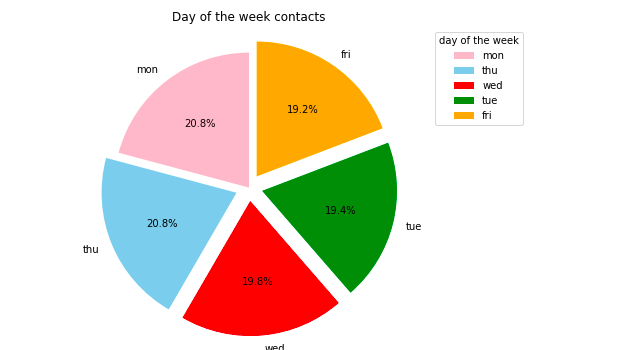 Day of the week contacts
mon
20.8%
thu
20.8%
wed
19.8%
tue
19.4%
fri
19.2%
day of the week
mon
thu
wed
tue
fri